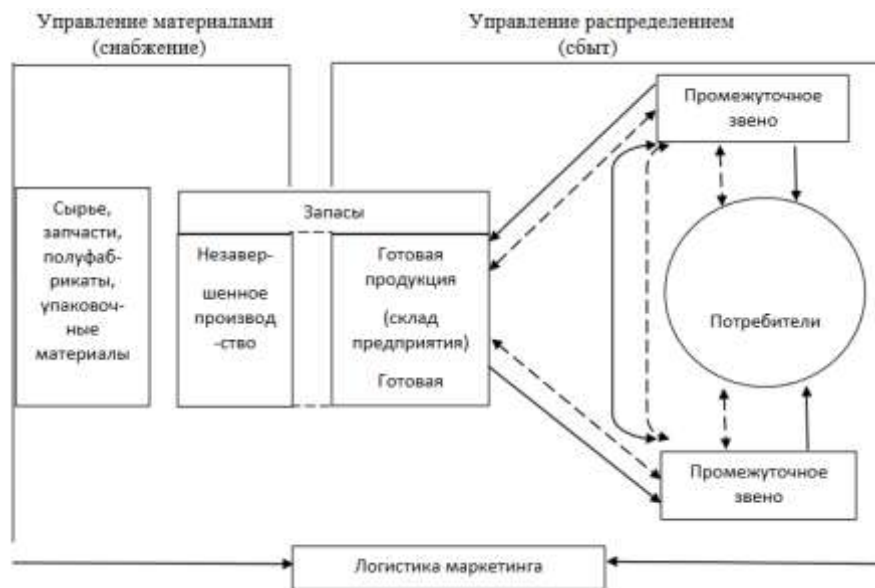 Управление материалами
(снабжение)
Управление распределением
(сбыт)
Промежуточное
звено
Сырье,
запчасти,
полуфаб-
рикаты,
упаковоч-
ные
материалы
Запасы
Незавер-
шенное
производ
-ство
Готовая
продукция
(склад
предприятия)
Готовая
Потребители
Промежуточное
звено
Логистика маркетинга